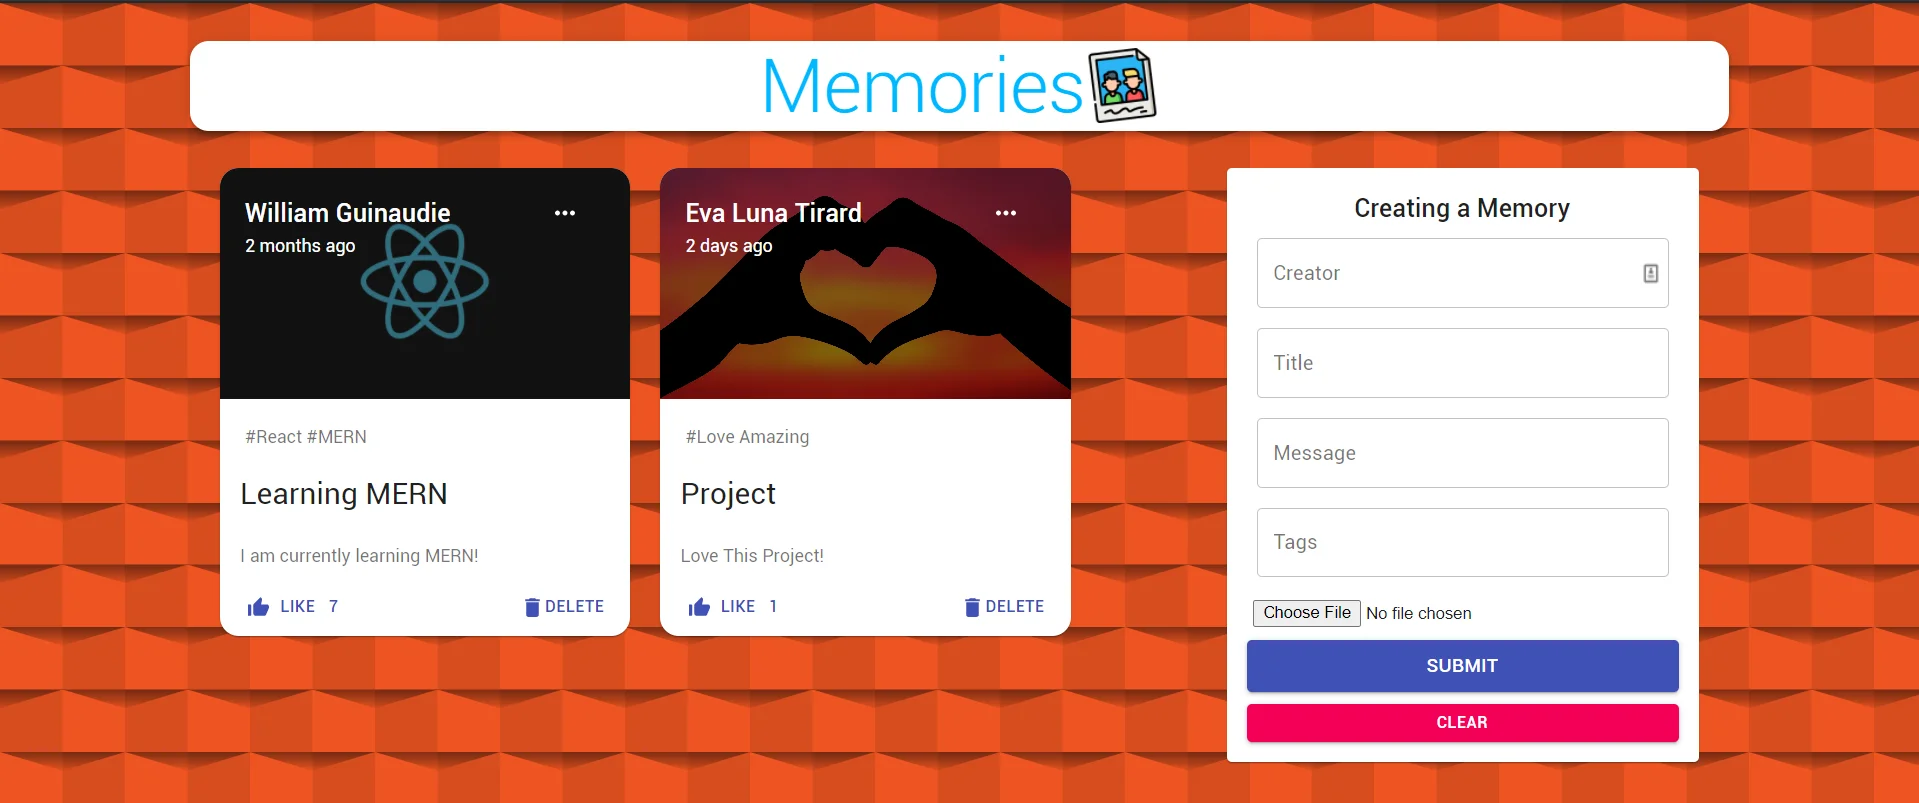 Memories
William Guinaudie
2 months ago
#React #MERN
Learning MERN
I am currently learning MERN!
LIKE 7
DELETE
Eva Luna Tirard
2 days ago
#Love Amazing
Project
Love This Project!
LIKE 1
DELETE
Creating a Memory
Creator
Title
Message
Tags
Choose File No file chosen
SUBMIT
CLEAR